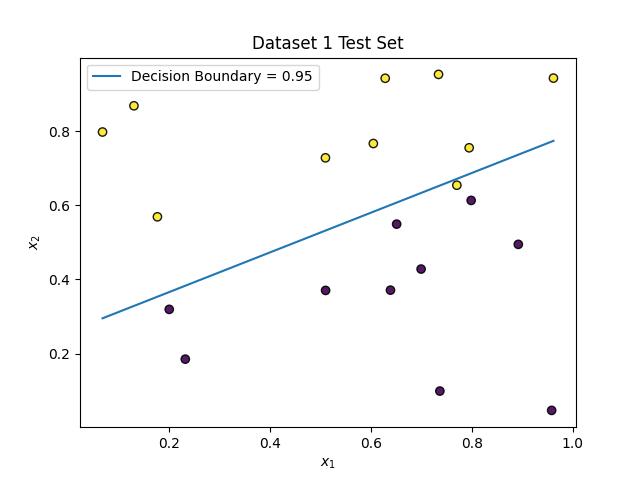 Dataset 1 Test Set
Decision Boundary = 0.95
0.8
0.6
0.4
0.2
x₂
0.2 0.4 0.6 0.8 1.0
x₁